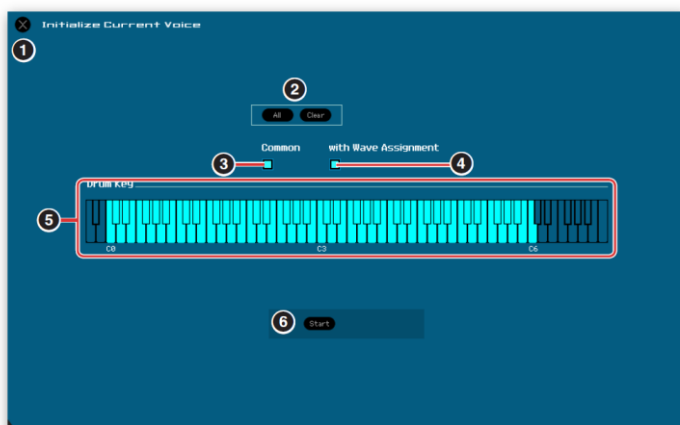 Initialize Current Voice
1
2
All Clear
Common with Wave Assignment
3 4
Drum Key
5
C0 C3 C6
6 Start